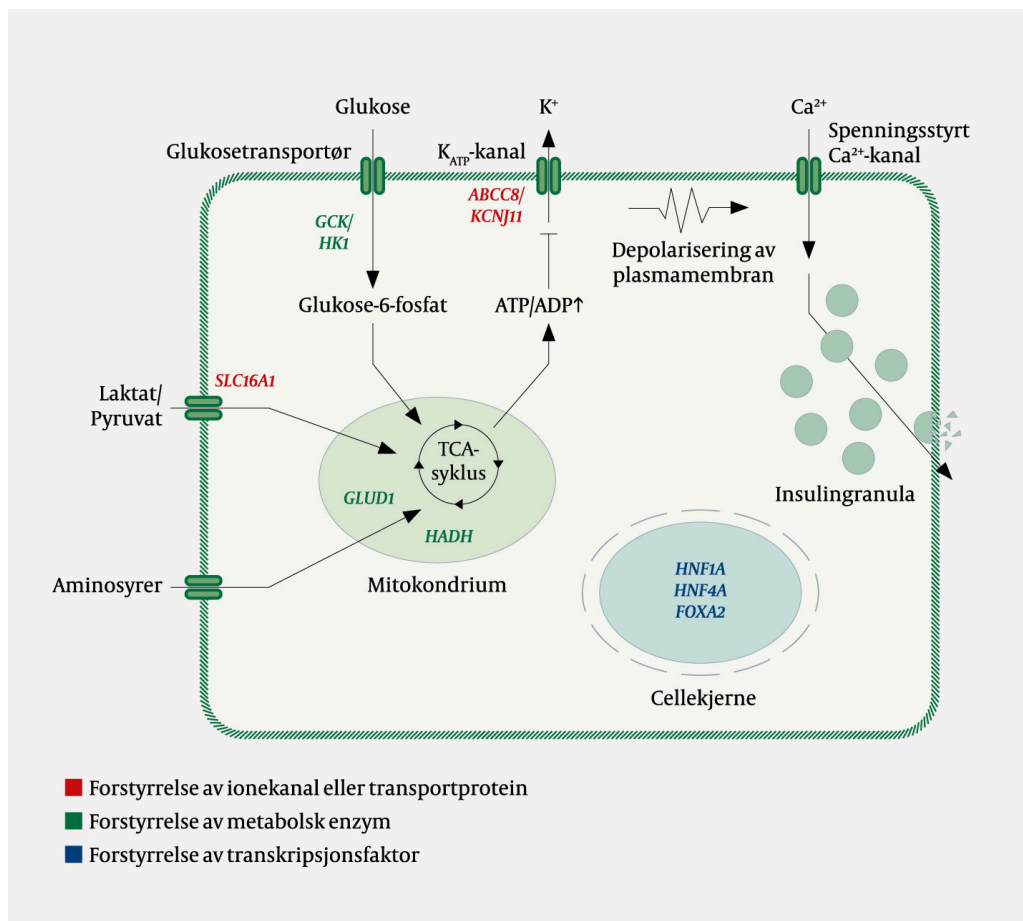 Glukose
K⁺
Ca²⁺
Glukosetransportør
K_ATP-kanal
Spenningsstyrt
Ca²⁺-kanal
GCK/
HK1
ABCC8/
KCNJ11
Depolarisering av
plasmamembran
Glukose-6-fosfat
ATP/ADP↑
SLC16A1
Laktat/
Pyruvat
TCA-
syklus
GLUD1
HADH
Insulingranula
Aminosyrer
Mitokondrium
HNF1A
HNF4A
FOXA2
Cellekjerne
Forstyrrelse av ionekanal eller transportprotein
Forstyrrelse av metabolsk enzym
Forstyrrelse av transkripsjonsfaktor